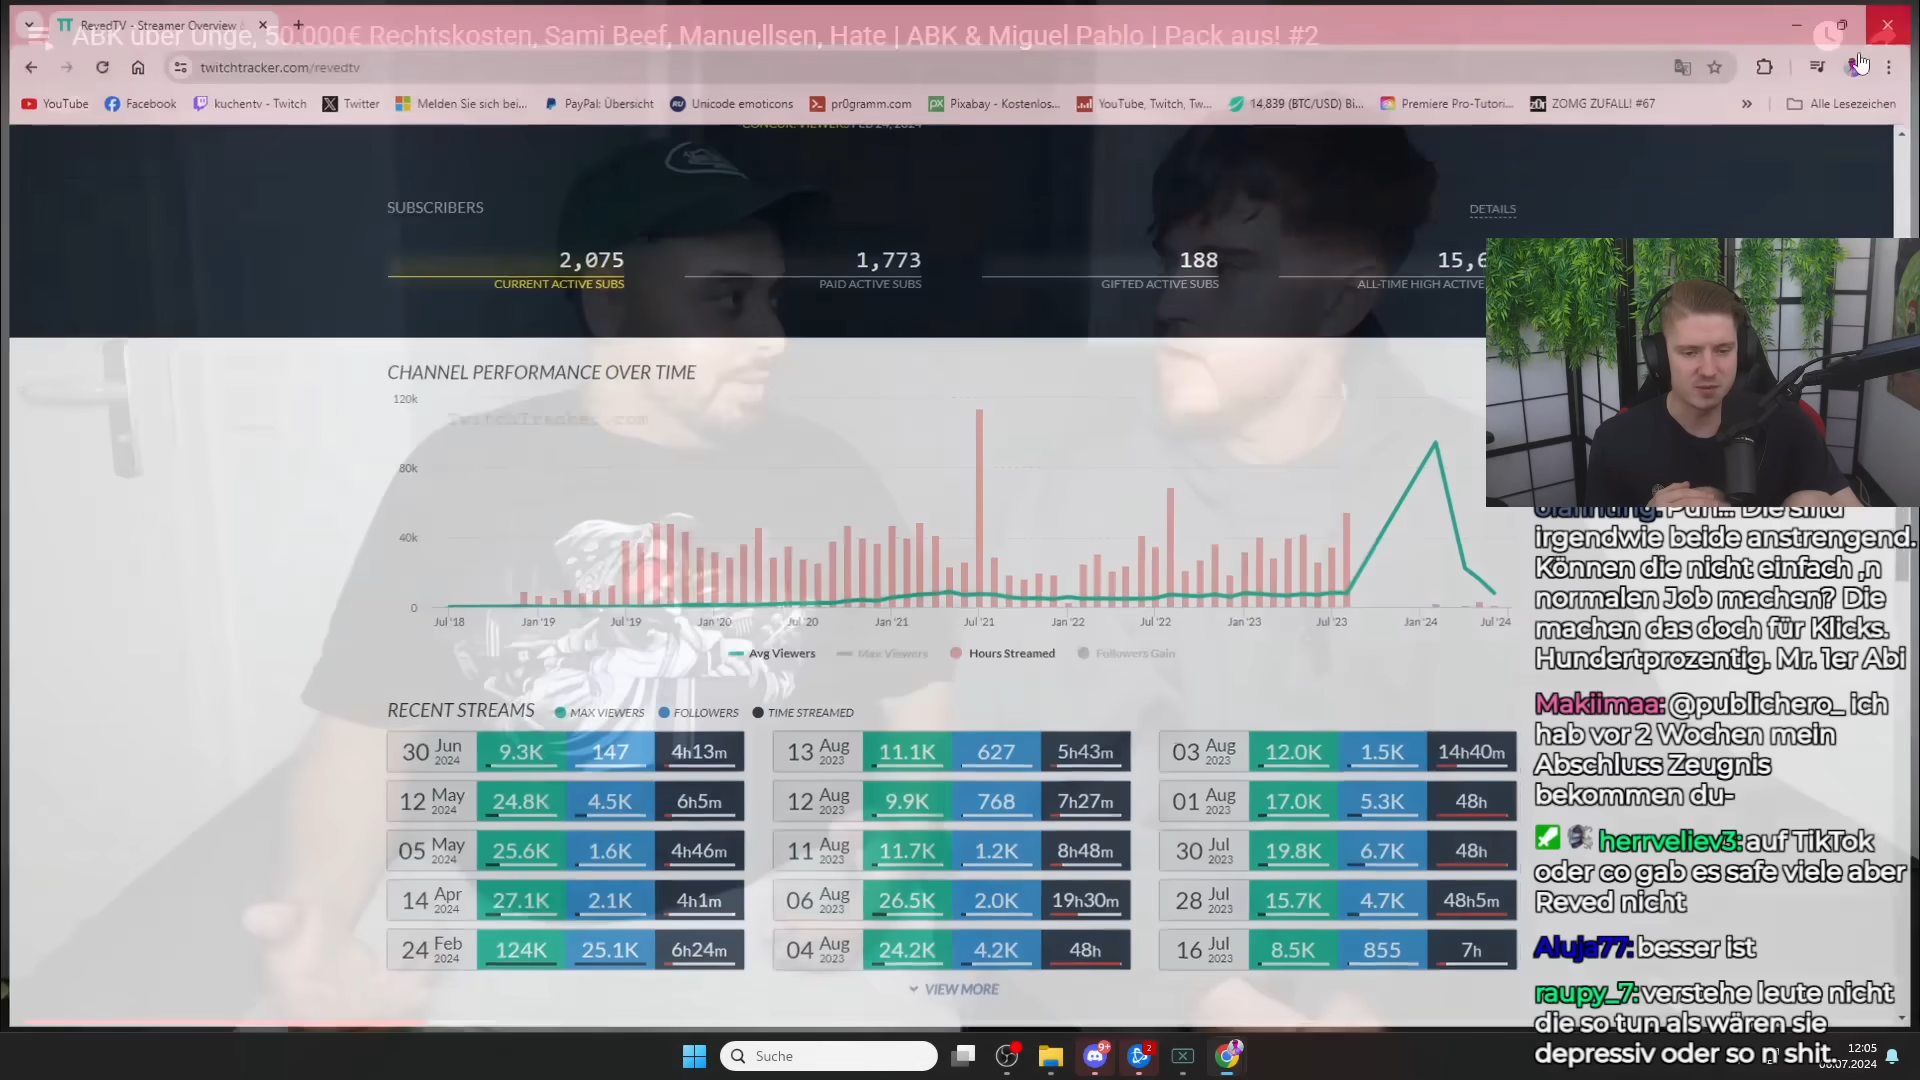 RevedTV - Streamer Overview
ABK über Unge, 50.000€ Rechtskosten, Sami Beef, Manuellsen, Hate | ABK & Miguel Pablo | Pack aus! #2
twitchtracker.com/revedtv
YouTube
Facebook
kuchentv - Twitch
Twitter
Melden Sie sich bei...
PayPal: Übersicht
Unicode emoticons
pr0gramm.com
Pixabay - Kostenlos...
YouTube, Twitch, Tw...
14,839 (BTC/USD) Bi...
Premiere Pro-Tutori...
ZOMG ZUFALL! #67
Alle Lesezeichen
SUBSCRIBERS
DETAILS
2,075
CURRENT ACTIVE SUBS
1,773
PAID ACTIVE SUBS
188
GIFTED ACTIVE SUBS
15,6
ALL-TIME HIGH ACTIVE
CHANNEL PERFORMANCE OVER TIME
TwitchTracker.com
120k
80k
40k
0
Jul '18 Jan '19 Jul '19 Jan '20 Jul '20 Jan '21 Jul '21 Jan '22 Jul '22 Jan '23 Jul '23 Jan '24 Jul '24
Avg Viewers Max Viewers Hours Streamed Followers Gain
RECENT STREAMS MAX VIEWERS FOLLOWERS TIME STREAMED
30 Jun 2024 9.3K 147 4h13m
12 May 2024 24.8K 4.5K 6h5m
05 May 2024 25.6K 1.6K 4h46m
14 Apr 2024 27.1K 2.1K 4h1m
24 Feb 2024 124K 25.1K 6h24m
13 Aug 2023 11.1K 627 5h43m
12 Aug 2023 9.9K 768 7h27m
11 Aug 2023 11.7K 1.2K 8h48m
06 Aug 2023 26.5K 2.0K 19h30m
04 Aug 2023 24.2K 4.2K 48h
03 Aug 2023 12.0K 1.5K 14h40m
01 Aug 2023 17.0K 5.3K 48h
30 Jul 2023 19.8K 6.7K 48h
28 Jul 2023 15.7K 4.7K 48h5m
16 Jul 2023 8.5K 855 7h
VIEW MORE
Puh... Die sind
irgendwie beide anstrengend.
Können die nicht einfach ,n
normalen Job machen? Die
machen das doch für Klicks.
Hundertprozentig. Mr. 1er Abi
Makiimaa: @publichero_ ich
hab vor 2 Wochen mein
Abschluss Zeugnis
bekommen du-
herrveliev3: auf TikTok
oder co gab es safe viele aber
Reved nicht
Aluja77: besser ist
raupy_7: verstehe leute nicht
die so tun als wären sie
depressiv oder so n shit.
Suche
9+
2
12:05
.07.2024